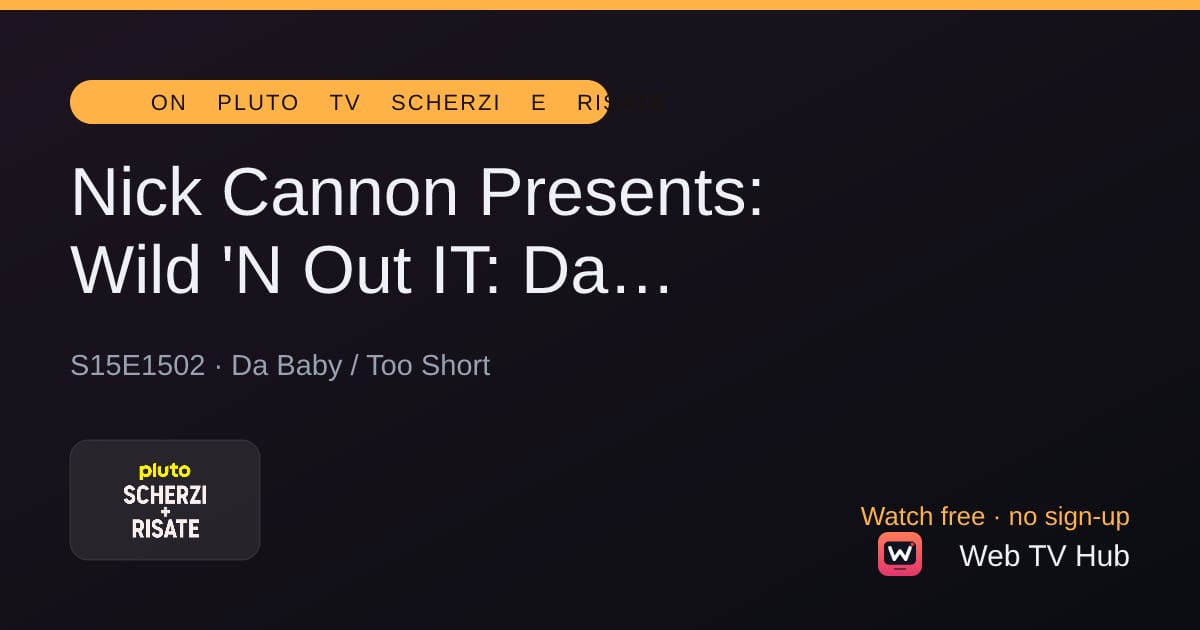 ON PLUTO TV SCHERZI E RISATE
Nick Cannon Presents:
Wild 'N Out IT: Da…
S15E1502 · Da Baby / Too Short
pluto
SCHERZI
+
RISATE
Watch free · no sign-up
W
Web TV Hub